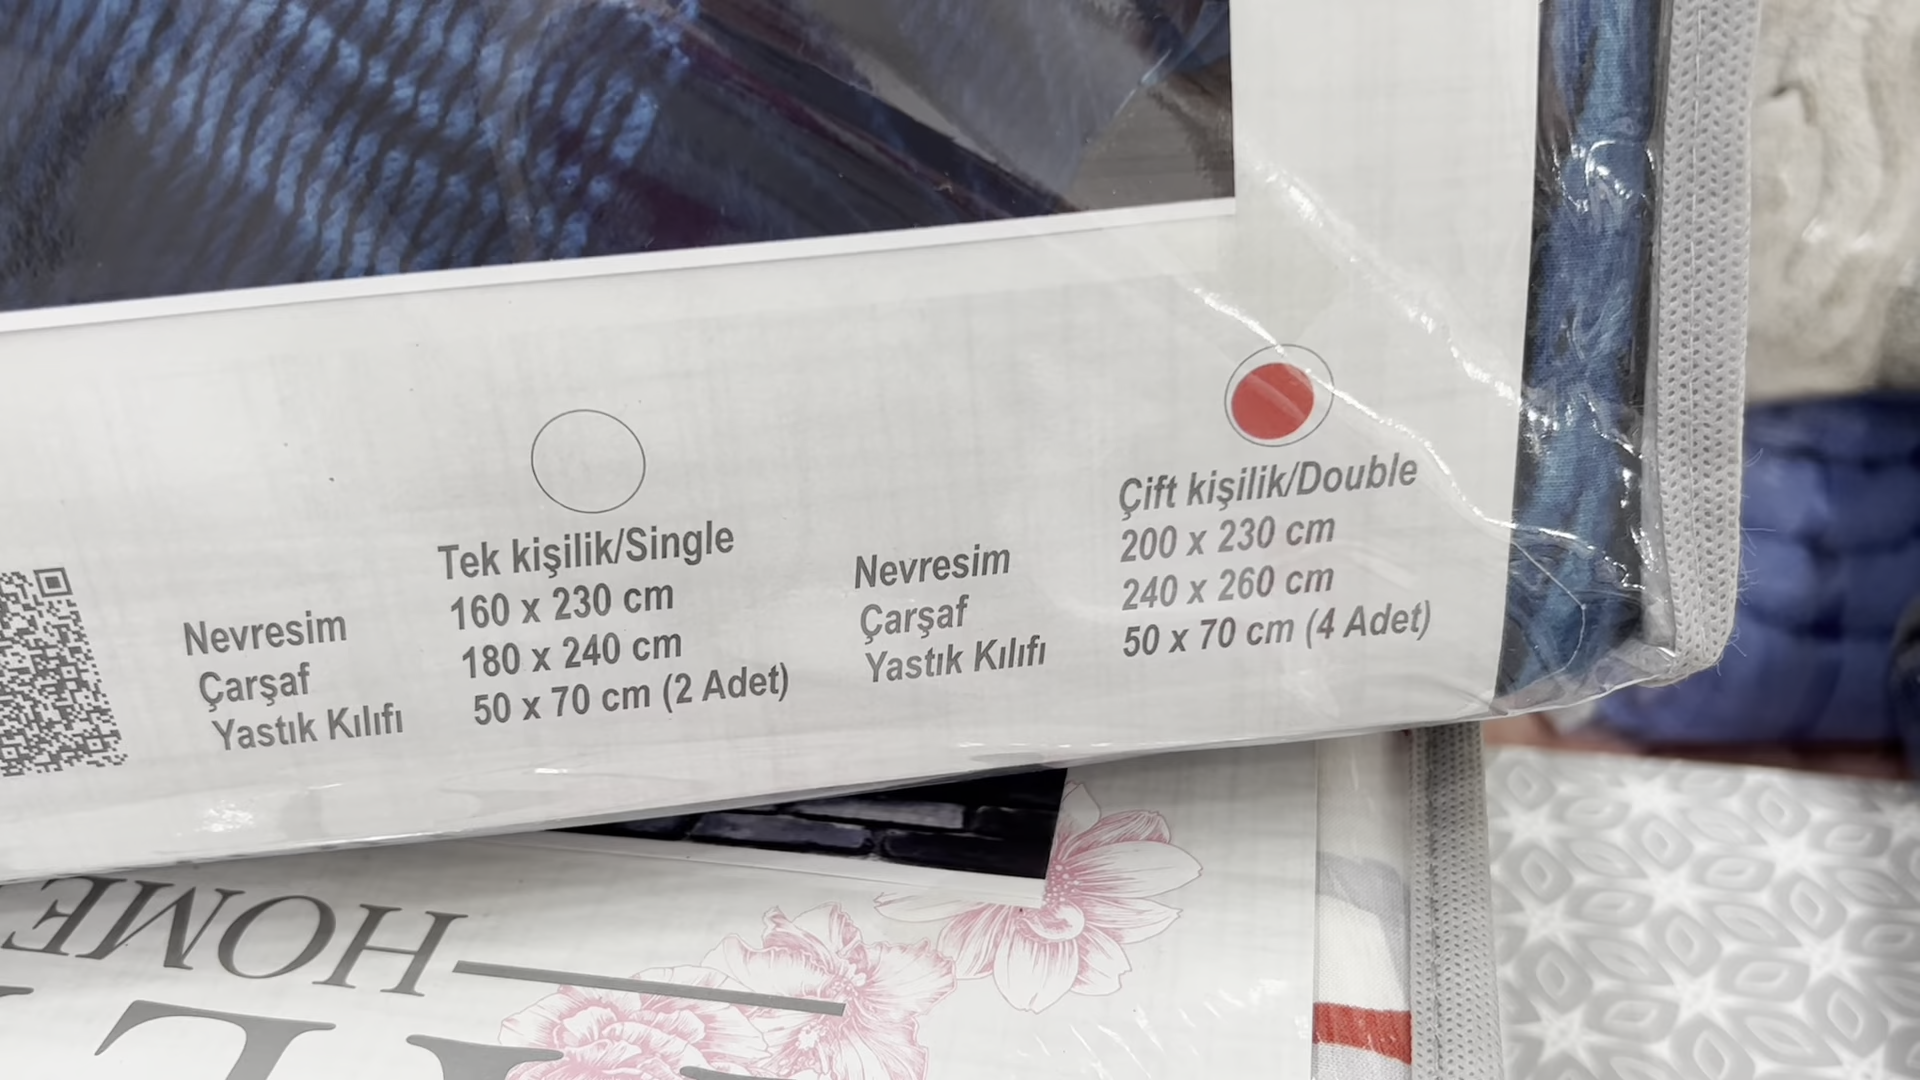 Tek kişilik/Single
Nevresim 160 x 230 cm
Çarşaf 180 x 240 cm
Yastık Kılıfı 50 x 70 cm (2 Adet)
Çift kişilik/Double
Nevresim 200 x 230 cm
Çarşaf 240 x 260 cm
Yastık Kılıfı 50 x 70 cm (4 Adet)
HOME